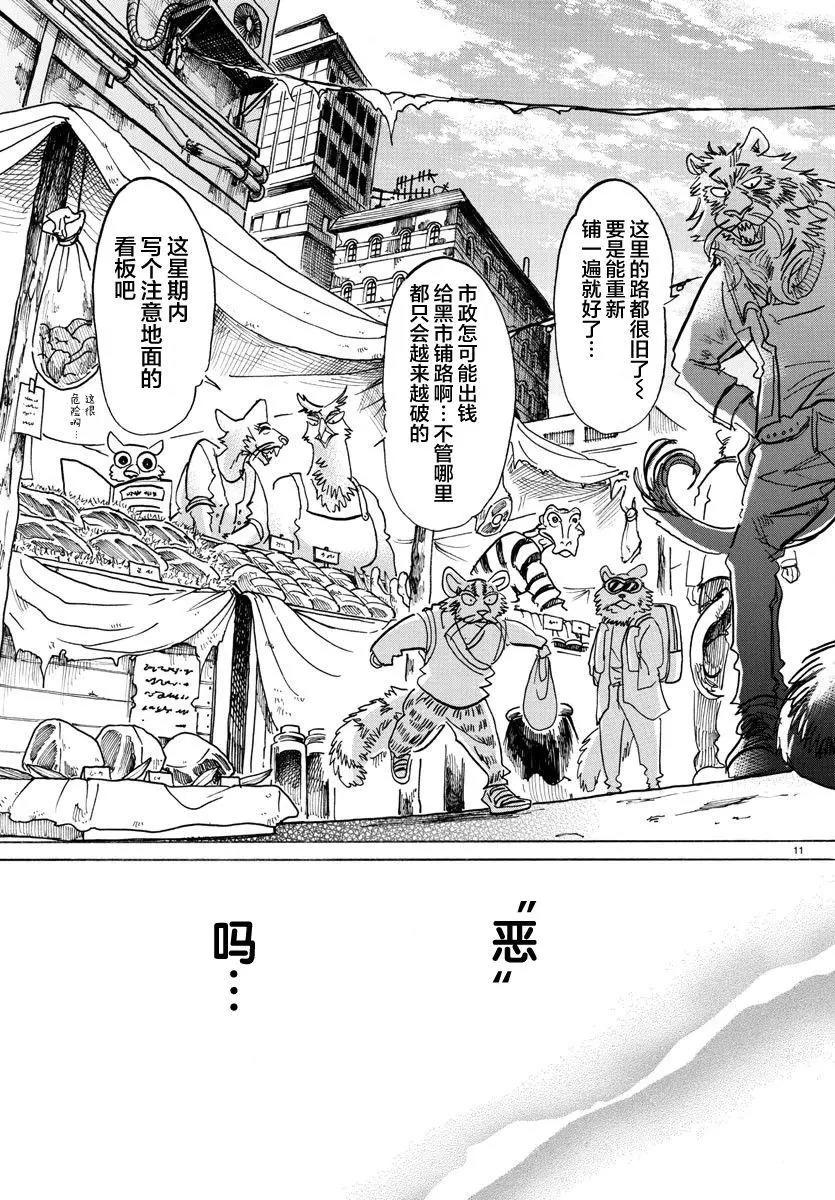 这里的路都很旧了～
要是能重新
铺一遍就好了…
市政怎可能出钱
给黑市铺路啊…不管哪里
都只会越来越破的
这星期内
写个注意地面的
看板吧
这很
危险啊…
11
"恶"
吗…